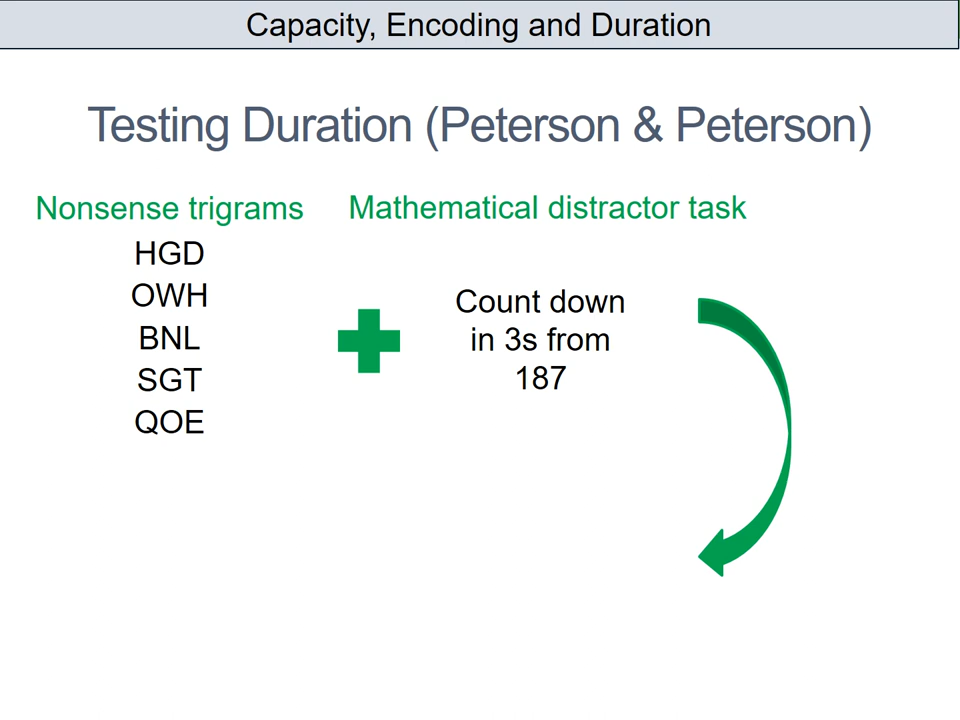 Capacity, Encoding and Duration
Testing Duration (Peterson & Peterson)
Nonsense trigrams
HGD
OWH
BNL
SGT
QOE
Mathematical distractor task
Count down
in 3s from
187